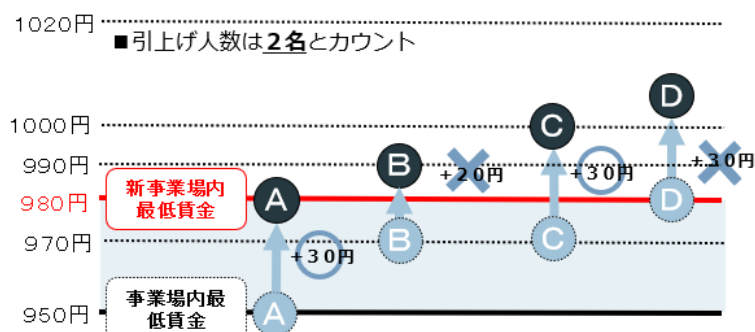 1020円
■引上げ人数は2名とカウント
D
1000円
C
990円
B
+20円
+30円
+30円
新事業場内
最低賃金
980円
A
D
970円
B
C
+30円
事業場内最
低賃金
950円
A